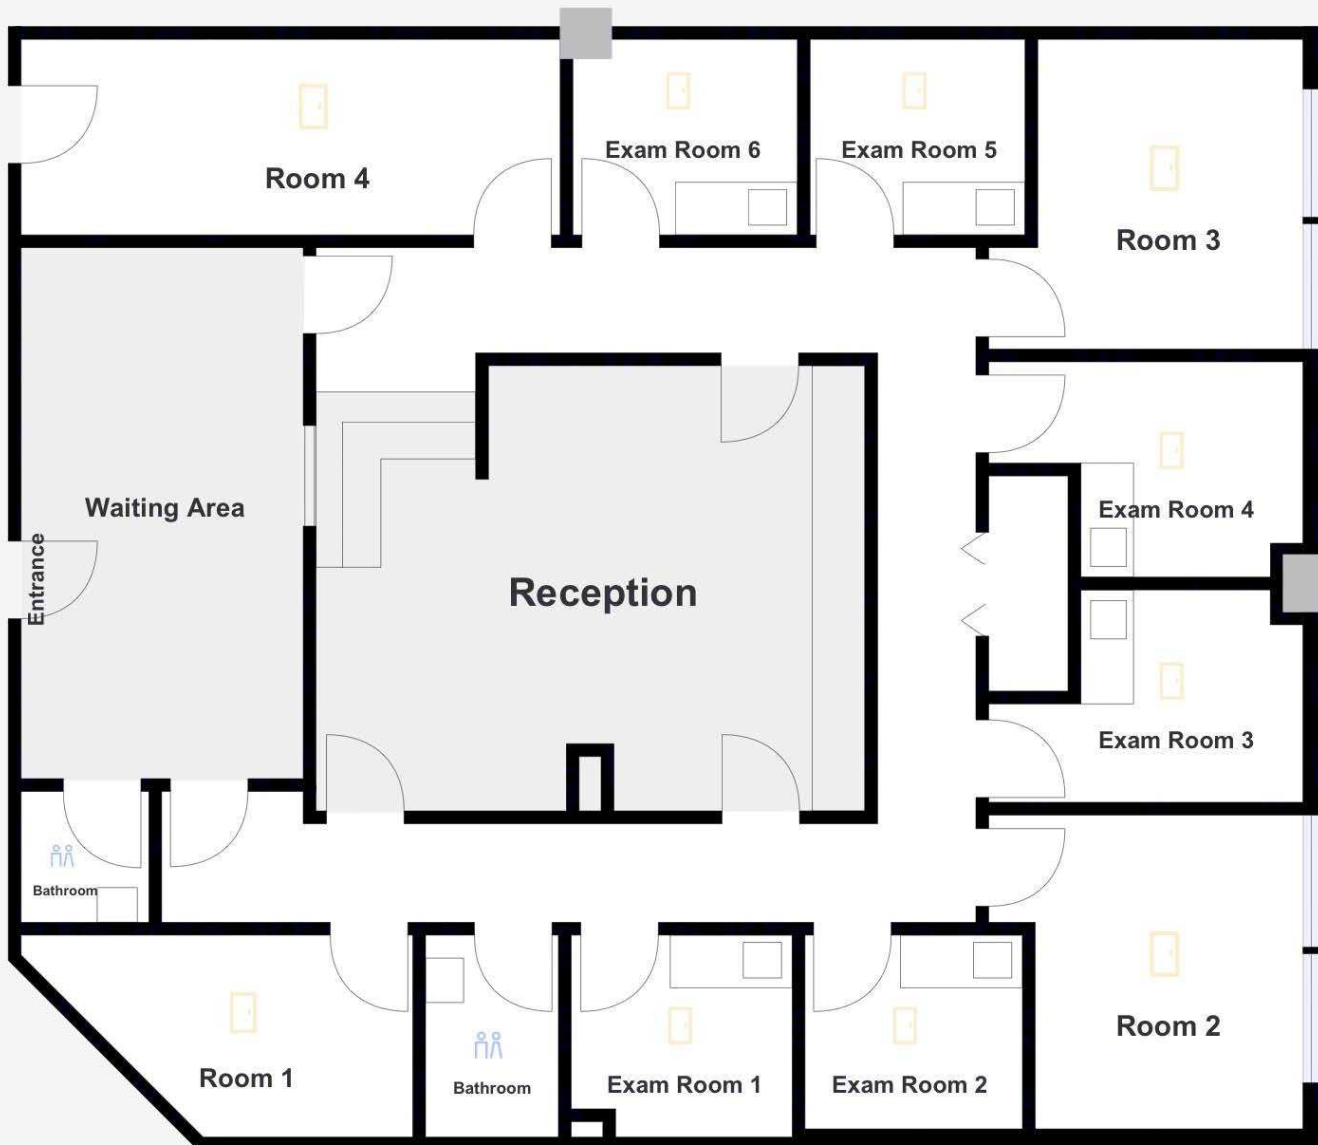 Exam Room 6
Exam Room 5
Room 4
Room 3
Waiting Area
Exam Room 4
Entrance
Reception
Exam Room 3
Bathroom
Room 2
Room 1
Bathroom
Exam Room 1
Exam Room 2